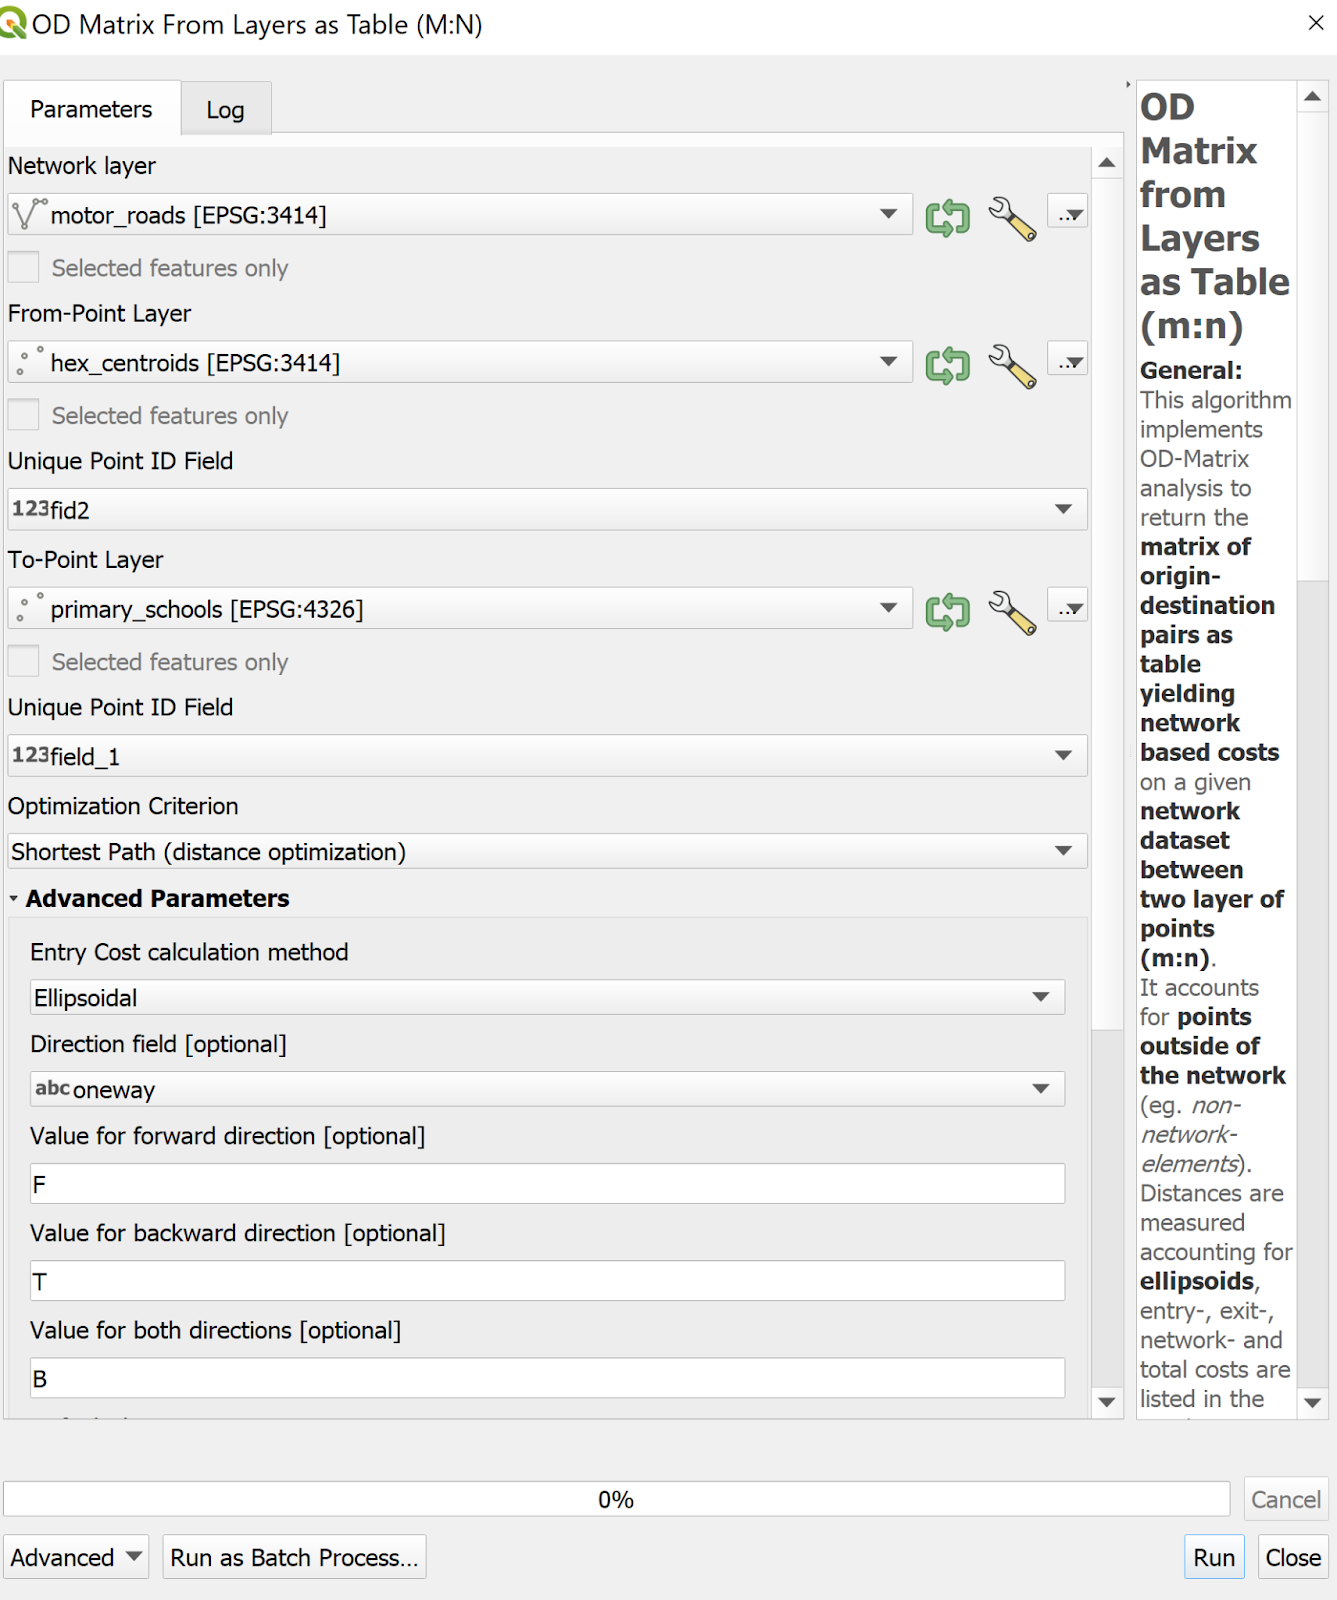 OD Matrix From Layers as Table (M:N)
Parameters
Log
Network layer
motor_roads [EPSG:3414]
...
Selected features only
From-Point Layer
hex_centroids [EPSG:3414]
...
Selected features only
Unique Point ID Field
123 fid2
To-Point Layer
primary_schools [EPSG:4326]
...
Selected features only
Unique Point ID Field
123 field_1
Optimization Criterion
Shortest Path (distance optimization)
Advanced Parameters
Entry Cost calculation method
Ellipsoidal
Direction field [optional]
abc oneway
Value for forward direction [optional]
F
Value for backward direction [optional]
T
Value for both directions [optional]
B
OD
Matrix
from
Layers
as Table
(m:n)
General:
This algorithm
implements
OD-Matrix
analysis to
return the
matrix of
origin-
destination
pairs as
table
yielding
network
based costs
on a given
network
dataset
between
two layer of
points
(m:n).
It accounts
for points
outside of
the network
(eg. non-
network-
elements).
Distances are
measured
accounting for
ellipsoids,
entry-, exit-,
network- and
total costs are
listed in the
0%
Cancel
Advanced
Run as Batch Process...
Run
Close